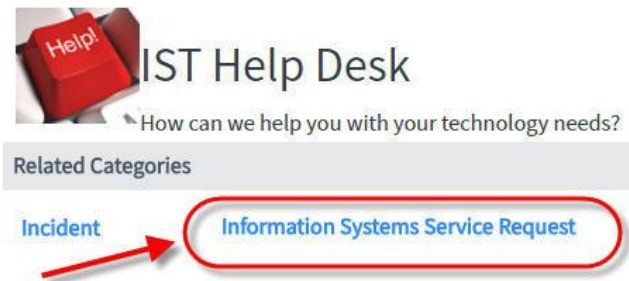 Help!
IST Help Desk
How can we help you with your technology needs?
Related Categories
Incident
Information Systems Service Request